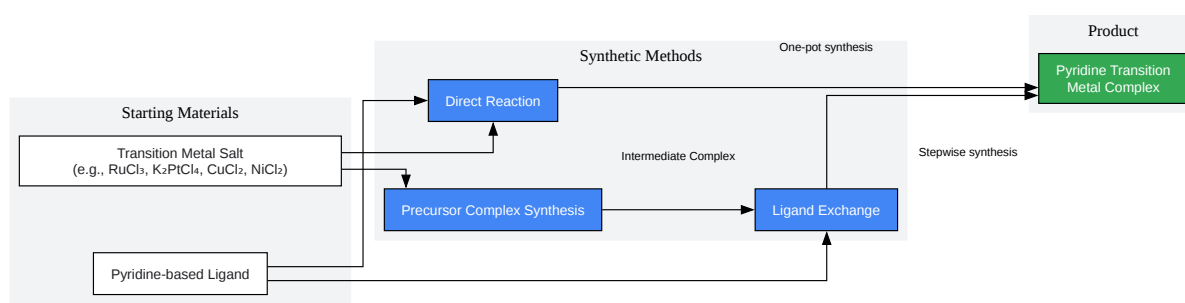 Product
One-pot synthesis
Synthetic Methods
Pyridine Transition
Metal Complex
Direct Reaction
Starting Materials
Transition Metal Salt
(e.g., RuCl₃, K₂PtCl₄, CuCl₂, NiCl₂)
Intermediate Complex
Stepwise synthesis
Precursor Complex Synthesis
Ligand Exchange
Pyridine-based Ligand